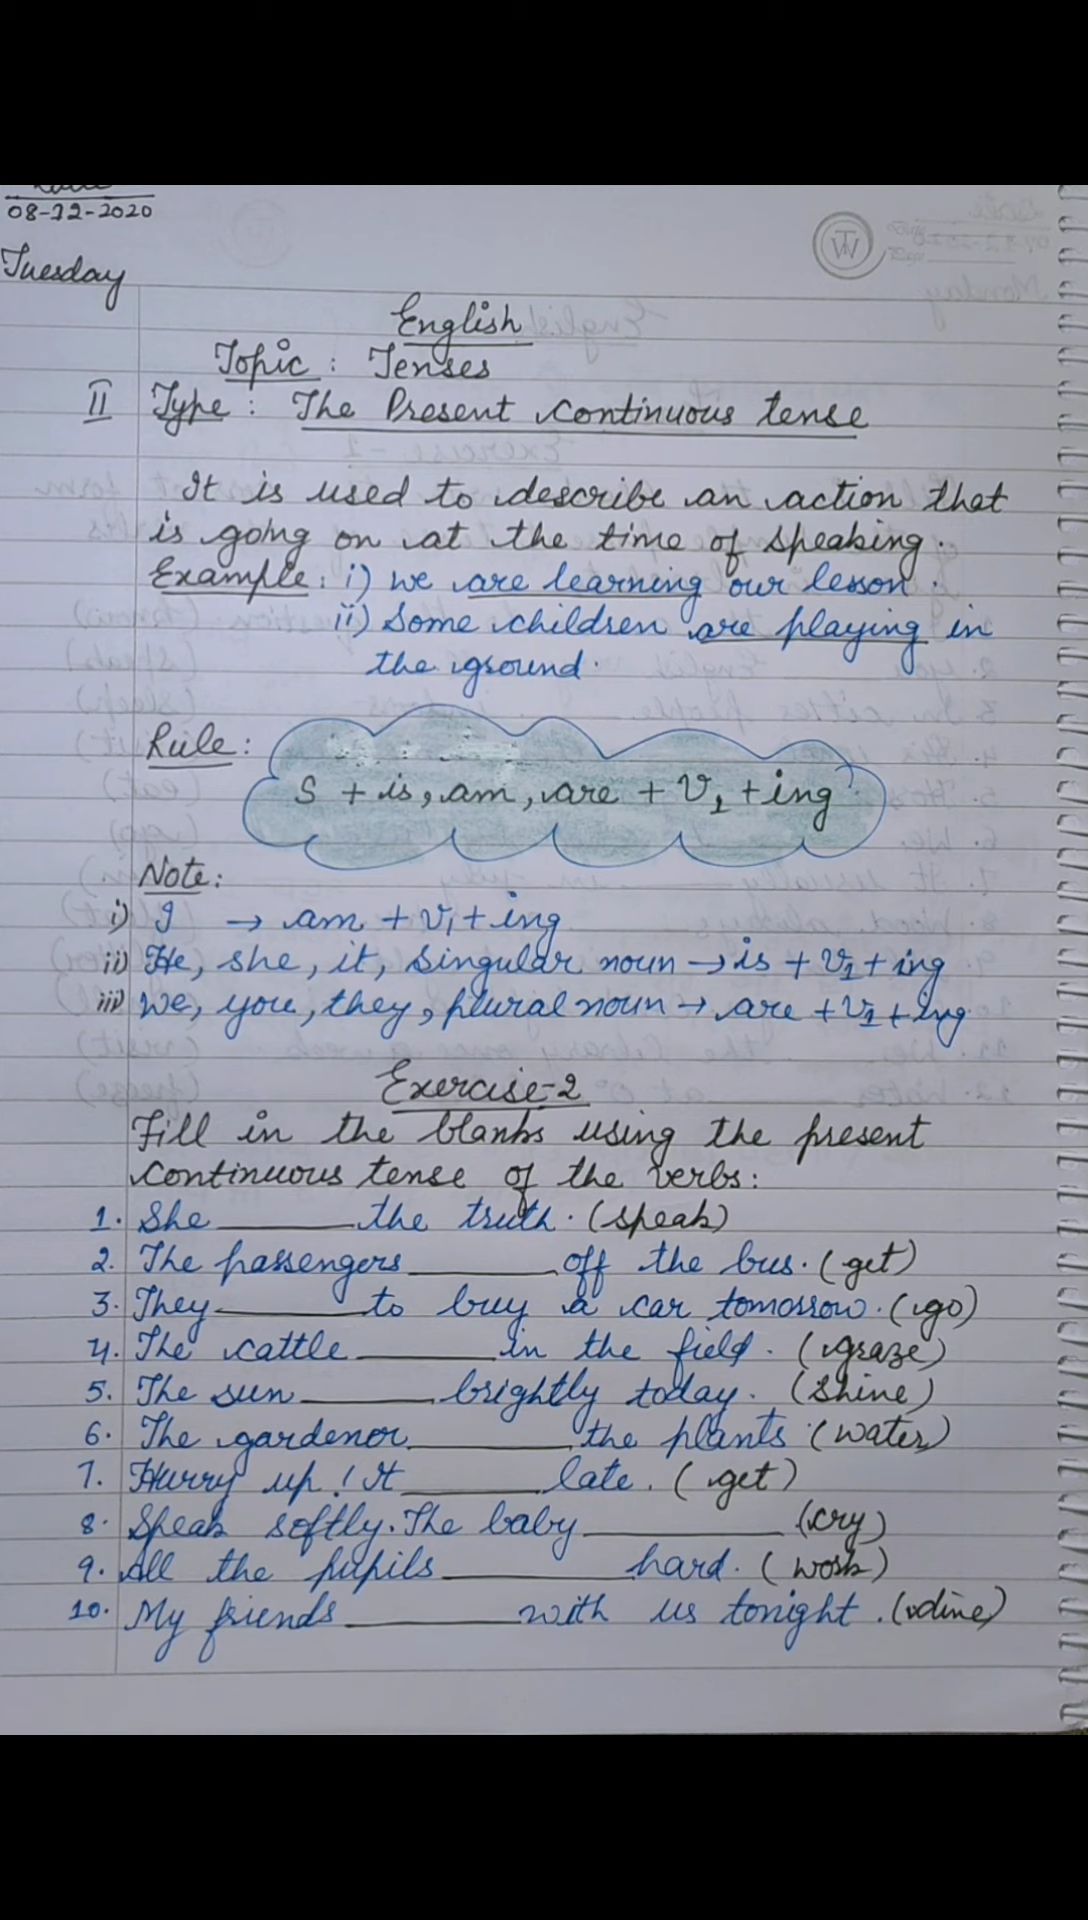 08-12-2020
Tuesday
English
Topic: Tenses
II Type: The Present continuous tense
It is used to describe an action that
is going on at the time of speaking.
Example: i) we are learning our lesson.
ii) Some children are playing in
the ground.
Rule:
S + is, am, are + V1 + ing
Note:
i) I → am + V1 + ing
ii) He, she, it, singular noun → is + V1 + ing
iii) We, you, they, plural noun → are + V1 + ing
Exercise-2
Fill in the blanks using the present
continuous tense of the verbs:
1. She ______ the truth. (speak)
2. The passengers ______ off the bus. (get)
3. They ______ to buy a car tomorrow. (go)
4. The cattle ______ in the field. (graze)
5. The sun ______ brightly today. (shine)
6. The gardenor ______ the plants (water)
7. Hurry up! It ______ late. (get)
8. Speak softly. The baby ______ (cry)
9. All the pupils ______ hard. (work)
10. My friends ______ with us tonight. (dine)